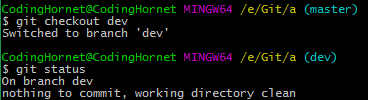 CodingHornet@CodingHornet MINGW64 /e/Git/a (master)
$ git checkout dev
Switched to branch 'dev'
CodingHornet@CodingHornet MINGW64 /e/Git/a (dev)
$ git status
On branch dev
nothing to commit, working directory clean